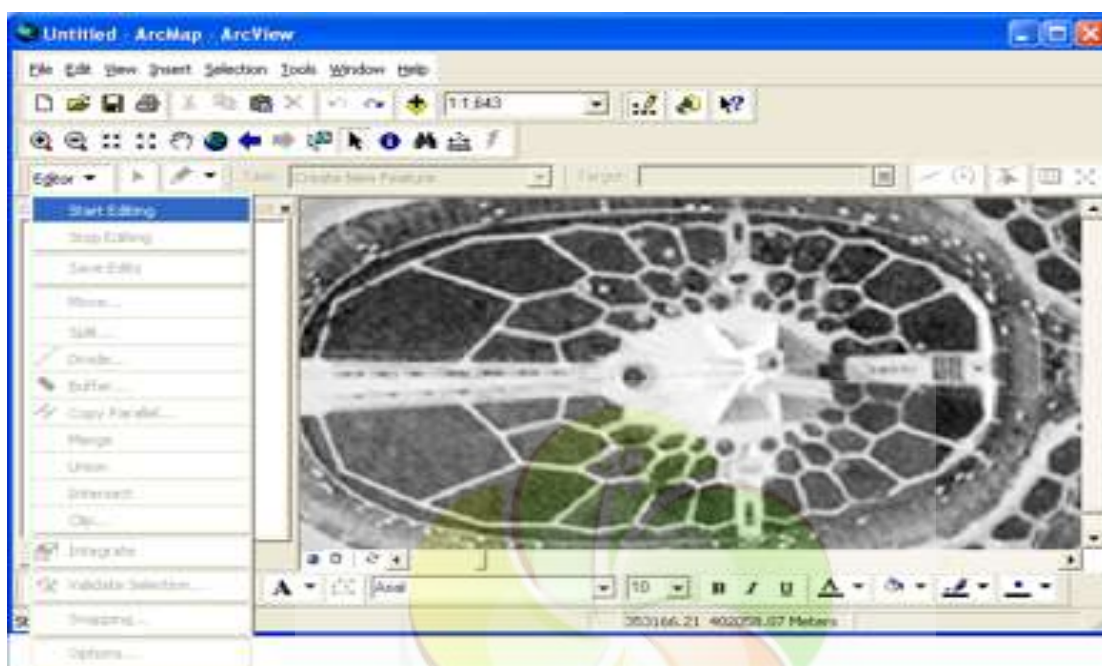 Untitled - ArcMap - ArcView
File Edit View Insert Selection Tools Window Help
1:1,643
Editor Create New Feature Target:
Start Editing
Stop Editing
Save Edits
Move...
Split...
Divide...
Buffer...
Copy Parallel...
Merge
Union
Intersect
Clip...
Integrate
Validate Selection
Snapping...
Options...
A Arial 10 B I U A
353166.21 402058.07 Meters